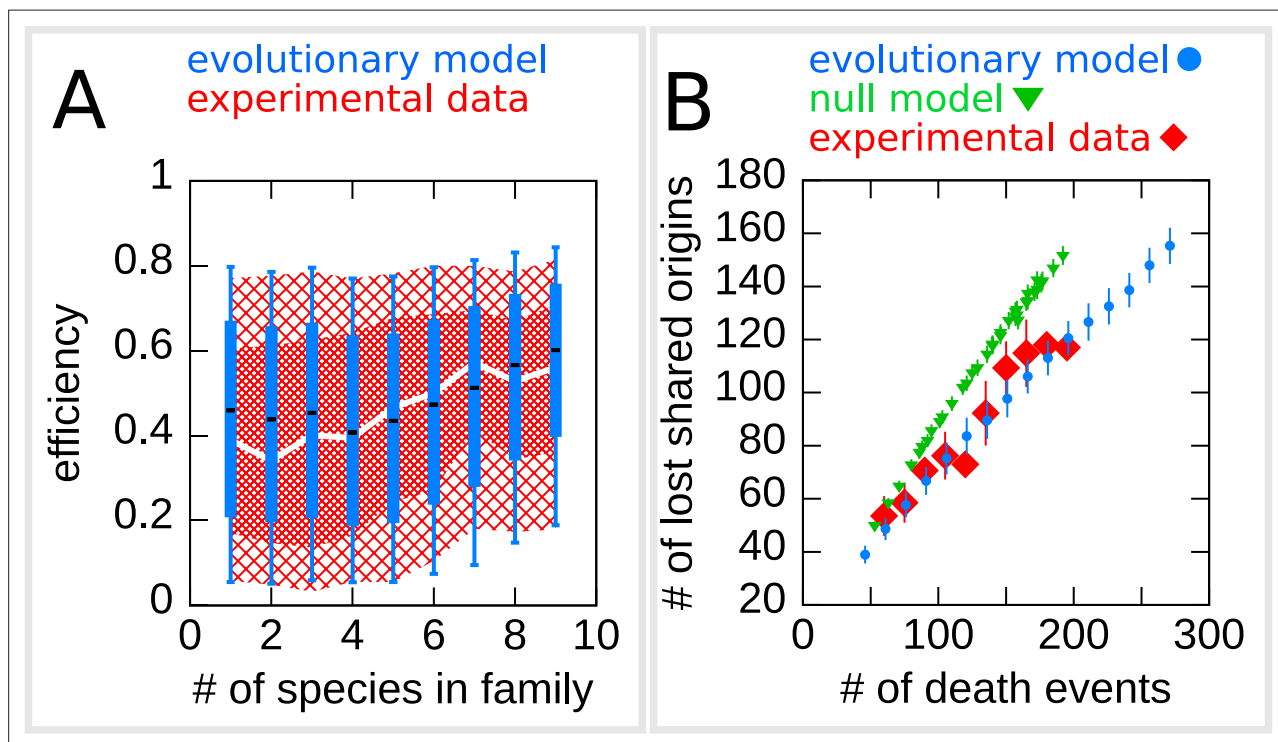 A
evolutionary model
experimental data
1
0.8
0.6
0.4
0.2
0
efficiency
0 2 4 6 8 10
# of species in family
B
evolutionary model
null model
experimental data
180
160
140
120
100
80
60
40
20
# of lost shared origins
0 100 200 300
# of death events